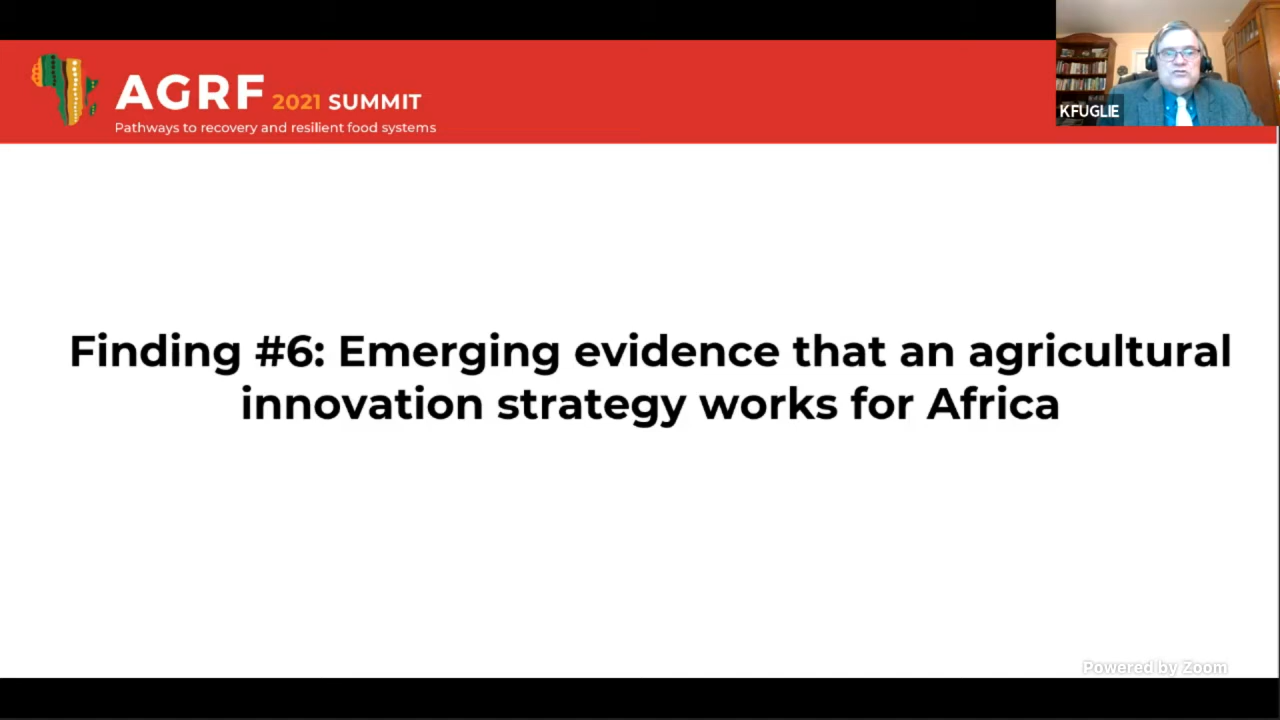 AGRF 2021 SUMMIT
Pathways to recovery and resilient food systems
KFUGLIE
Finding #6: Emerging evidence that an agricultural
innovation strategy works for Africa
Powered by Zoom